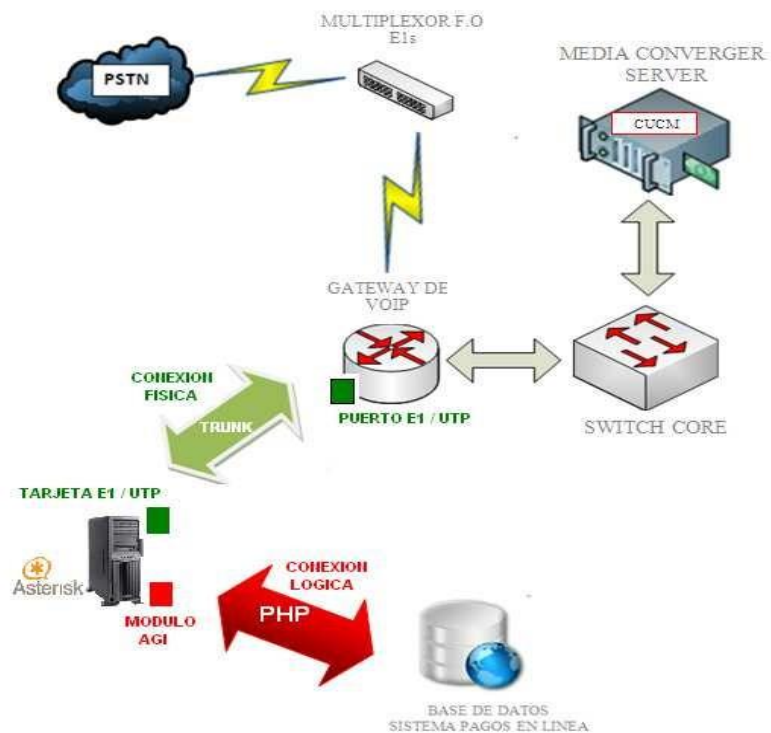 MULTIPLEXOR F.O
E1s
PSTN
MEDIA CONVERGER
SERVER
CUCM
GATEWAY DE
VOIP
CONEXION
FISICA
TRUNK
PUERTO E1 / UTP
SWITCH CORE
TARJETA E1 / UTP
Asterisk
MODULO
AGI
CONEXION
LOGICA
PHP
BASE DE DATOS
SISTEMA PAGOS EN LINEA